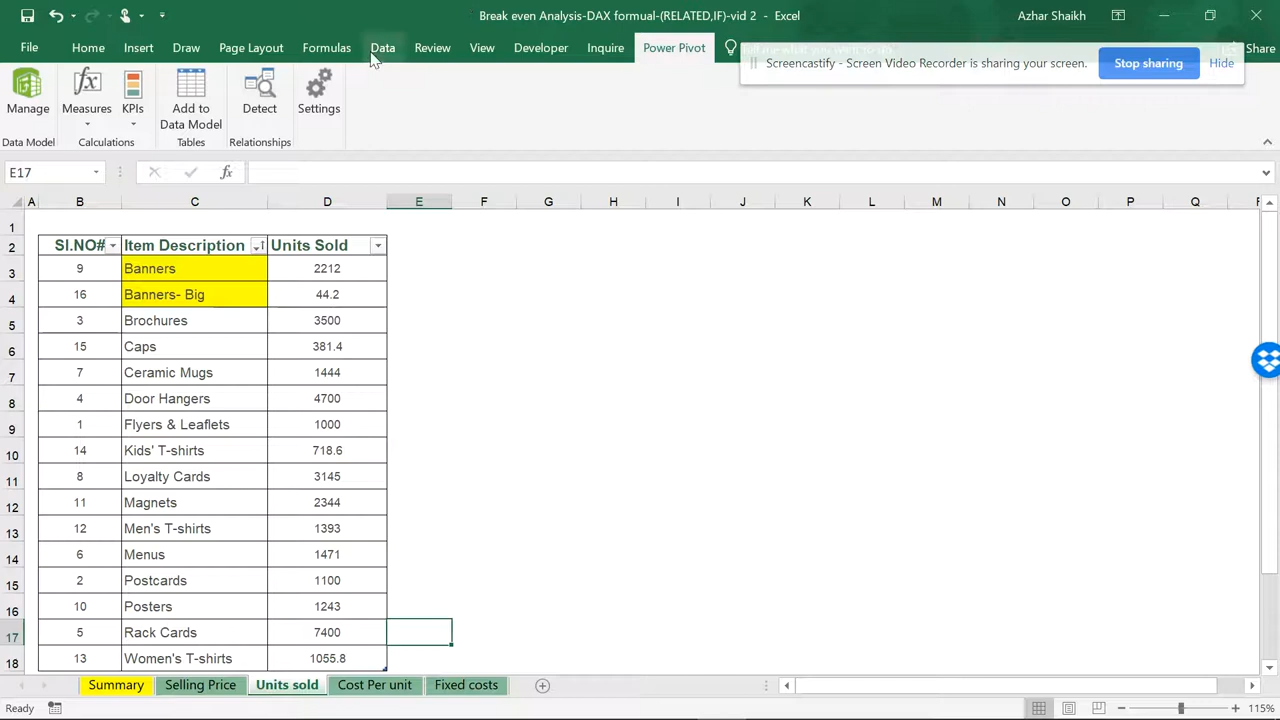 Break even Analysis-DAX formual-(RELATED,IF)-vid 2 - Excel
Azhar Shaikh
File Home Insert Draw Page Layout Formulas Data Review View Developer Inquire Power Pivot Tell me what you want to do Share
Screencastify - Screen Video Recorder is sharing your screen. Stop sharing Hide
Manage Measures KPIs Add to Data Model Detect Settings
Data Model Calculations Tables Relationships
E17 fx
A B C D E F G H I J K L M N O P Q
1
2 Sl.NO# Item Description Units Sold
3 9 Banners 2212
4 16 Banners- Big 44.2
5 3 Brochures 3500
6 15 Caps 381.4
7 7 Ceramic Mugs 1444
8 4 Door Hangers 4700
9 1 Flyers & Leaflets 1000
10 14 Kids' T-shirts 718.6
11 8 Loyalty Cards 3145
12 11 Magnets 2344
13 12 Men's T-shirts 1393
14 6 Menus 1471
15 2 Postcards 1100
16 10 Posters 1243
17 5 Rack Cards 7400
18 13 Women's T-shirts 1055.8
Summary Selling Price Units sold Cost Per unit Fixed costs
Ready 115%